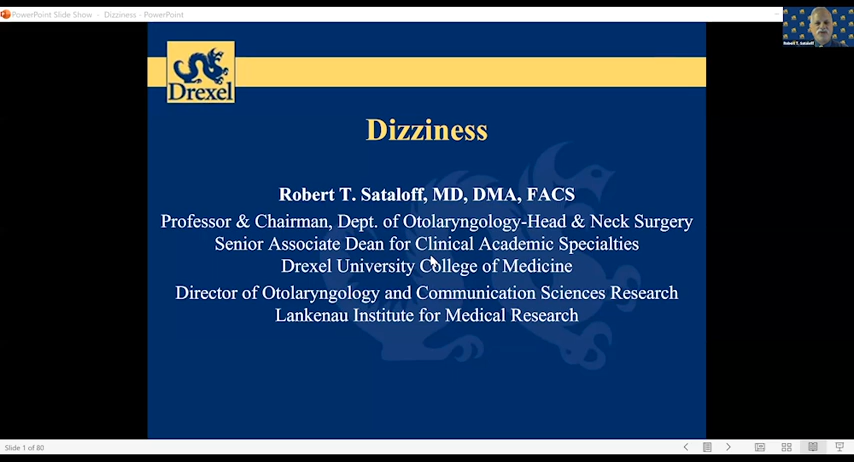 PowerPoint Slide Show - Dizziness - PowerPoint
Robert T. Sataloff
Drexel
Dizziness
Robert T. Sataloff, MD, DMA, FACS
Professor & Chairman, Dept. of Otolaryngology-Head & Neck Surgery
Senior Associate Dean for Clinical Academic Specialties
Drexel University College of Medicine
Director of Otolaryngology and Communication Sciences Research
Lankenau Institute for Medical Research
Slide 1 of 80